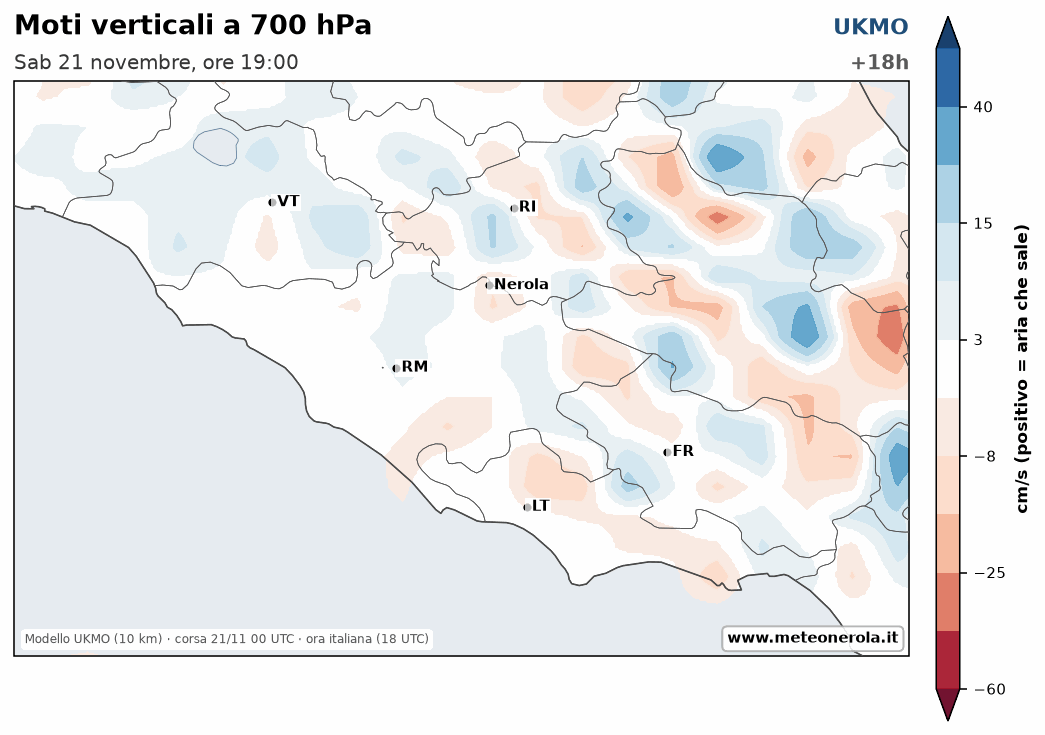 Moti verticali a 700 hPa
UKMO
Sab 21 novembre, ore 19:00
+18h
40
15
3
−8
−25
−60
cm/s (positivo = aria che sale)
VT
RI
Nerola
RM
FR
LT
Modello UKMO (10 km) · corsa 21/11 00 UTC · ora italiana (18 UTC)
www.meteonerola.it